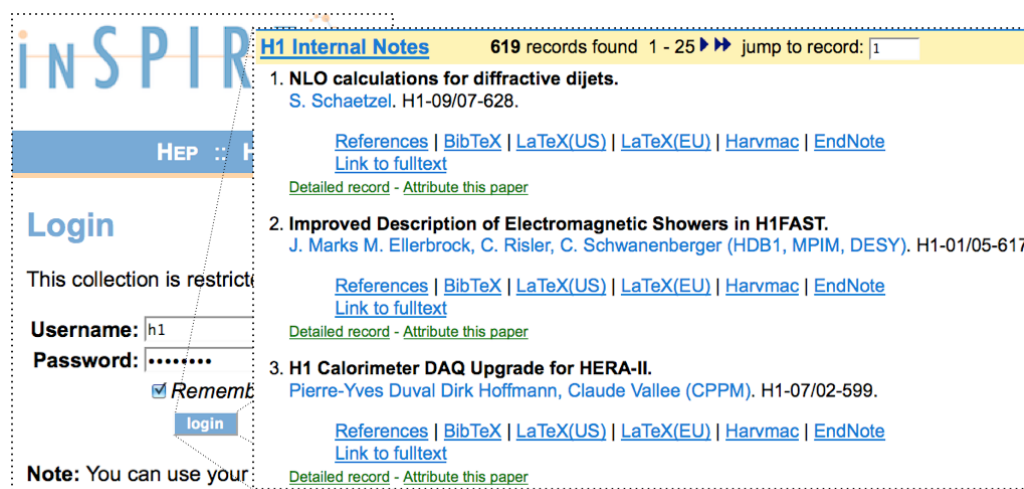 iNSPIR
HEP :: H
Login
This collection is restricte
Username: h1
Password: ••••••••
Rememb
login
Note: You can use your
H1 Internal Notes 619 records found 1 - 25 jump to record: 1
1. NLO calculations for diffractive dijets.
S. Schaetzel. H1-09/07-628.
References | BibTeX | LaTeX(US) | LaTeX(EU) | Harvmac | EndNote
Link to fulltext
Detailed record - Attribute this paper
2. Improved Description of Electromagnetic Showers in H1FAST.
J. Marks M. Ellerbrock, C. Risler, C. Schwanenberger (HDB1, MPIM, DESY). H1-01/05-617
References | BibTeX | LaTeX(US) | LaTeX(EU) | Harvmac | EndNote
Link to fulltext
Detailed record - Attribute this paper
3. H1 Calorimeter DAQ Upgrade for HERA-II.
Pierre-Yves Duval Dirk Hoffmann, Claude Vallee (CPPM). H1-07/02-599.
References | BibTeX | LaTeX(US) | LaTeX(EU) | Harvmac | EndNote
Link to fulltext
Detailed record - Attribute this paper